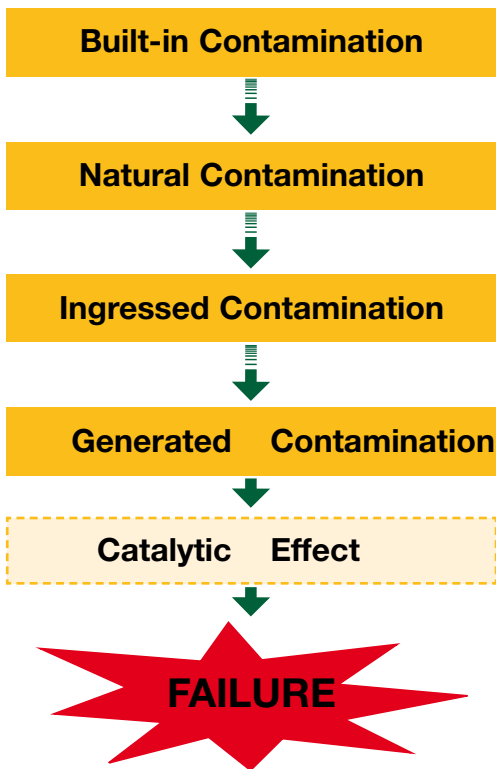 Built-in Contamination
Natural Contamination
Ingressed Contamination
Generated Contamination
Catalytic Effect
FAILURE